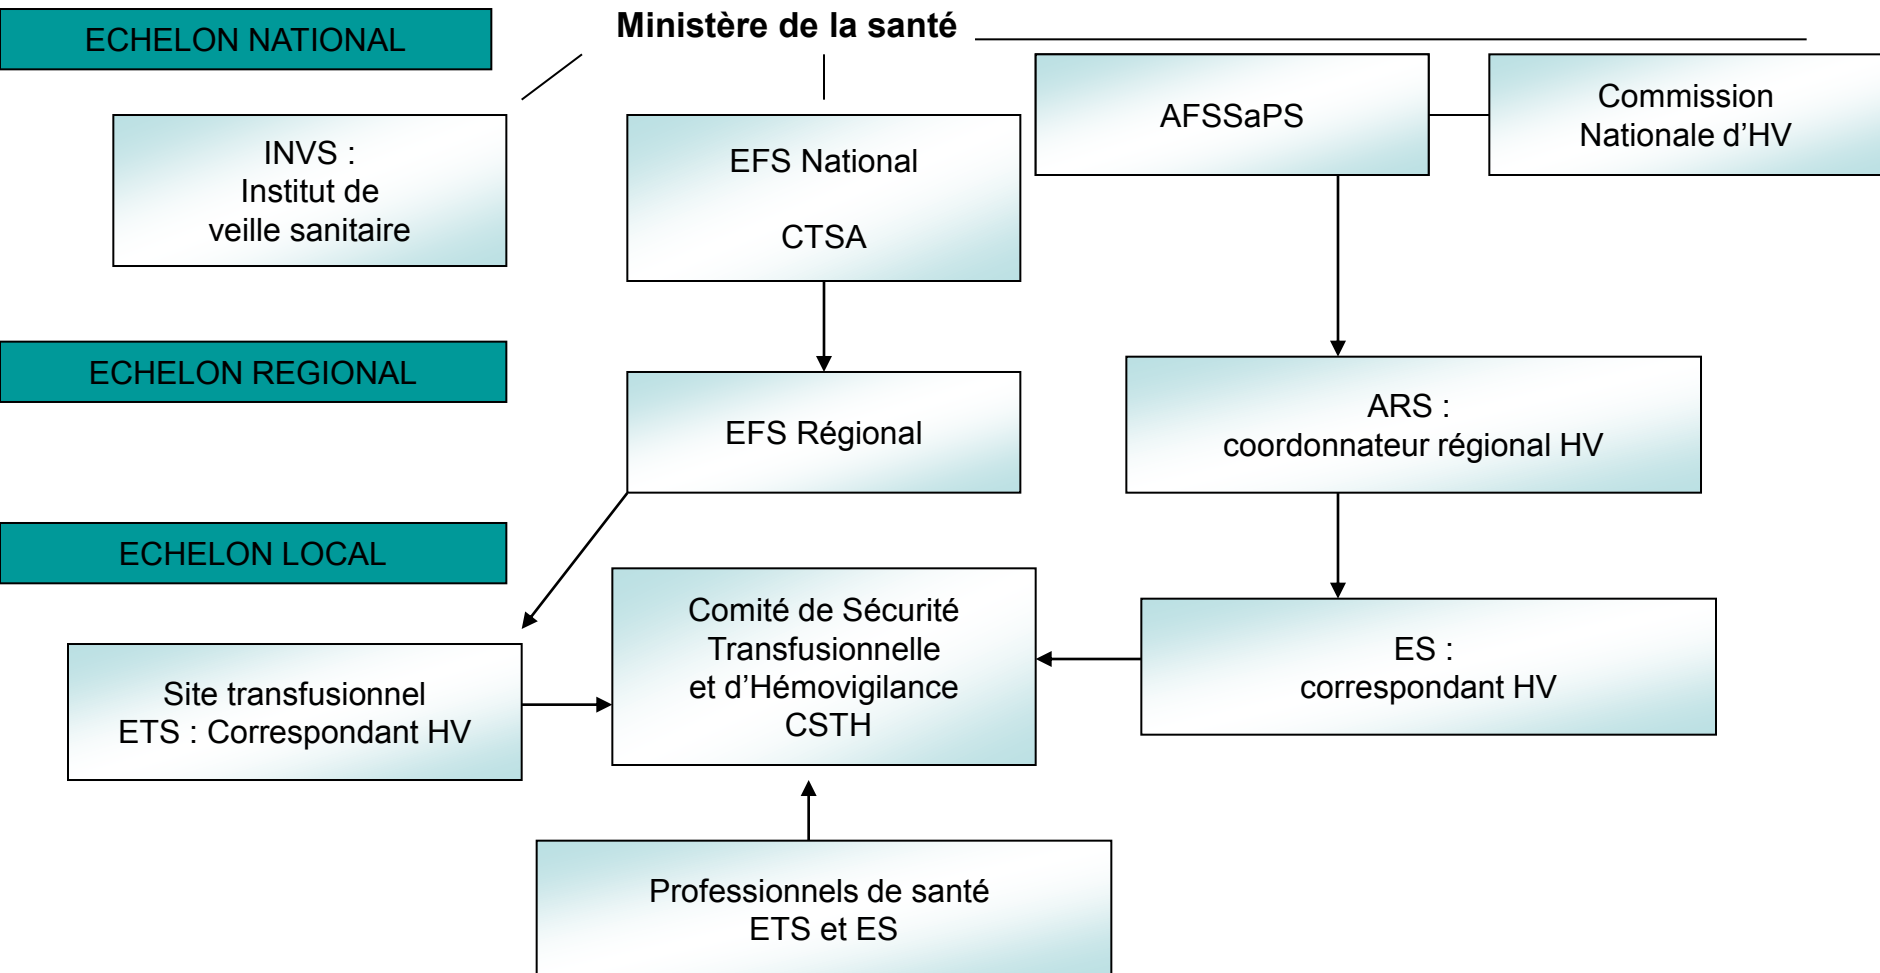 Ministère de la santé
ECHELON NATIONAL
INVS :
Institut de
veille sanitaire
EFS National
CTSA
AFSSaPS
Commission
Nationale d’HV
ECHELON REGIONAL
EFS Régional
ARS :
coordonnateur régional HV
ECHELON LOCAL
Site transfusionnel
ETS : Correspondant HV
Comité de Sécurité
Transfusionnelle
et d’Hémovigilance
CSTH
ES :
correspondant HV
Professionnels de santé
ETS et ES